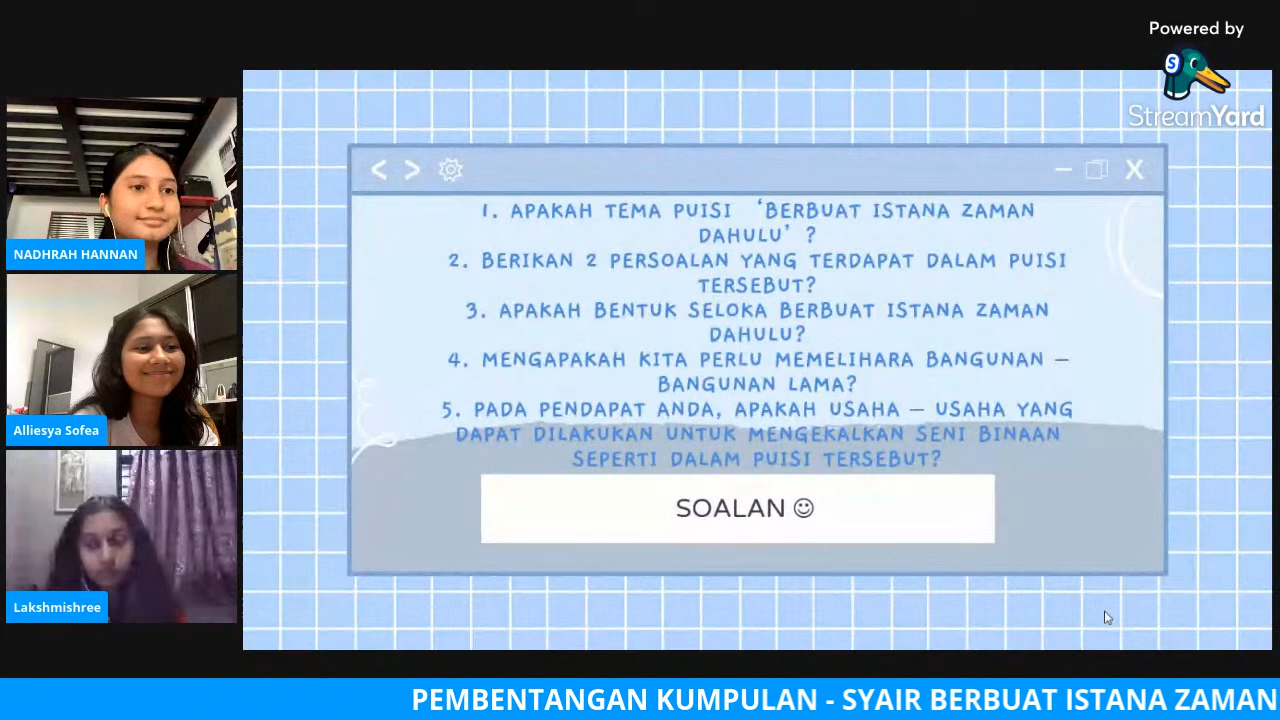 Powered by
StreamYard
NADHRAH HANNAN
Alliesya Sofea
Lakshmishree
1. APAKAH TEMA PUISI ‘BERBUAT ISTANA ZAMAN
DAHULU’ ?
2. BERIKAN 2 PERSOALAN YANG TERDAPAT DALAM PUISI
TERSEBUT?
3. APAKAH BENTUK SELOKA BERBUAT ISTANA ZAMAN
DAHULU?
4. MENGAPAKAH KITA PERLU MEMELIHARA BANGUNAN –
BANGUNAN LAMA?
5. PADA PENDAPAT ANDA, APAKAH USAHA – USAHA YANG
DAPAT DILAKUKAN UNTUK MENGEKALKAN SENI BINAAN
SEPERTI DALAM PUISI TERSEBUT?
SOALAN ☺
PEMBENTANGAN KUMPULAN - SYAIR BERBUAT ISTANA ZAMAN